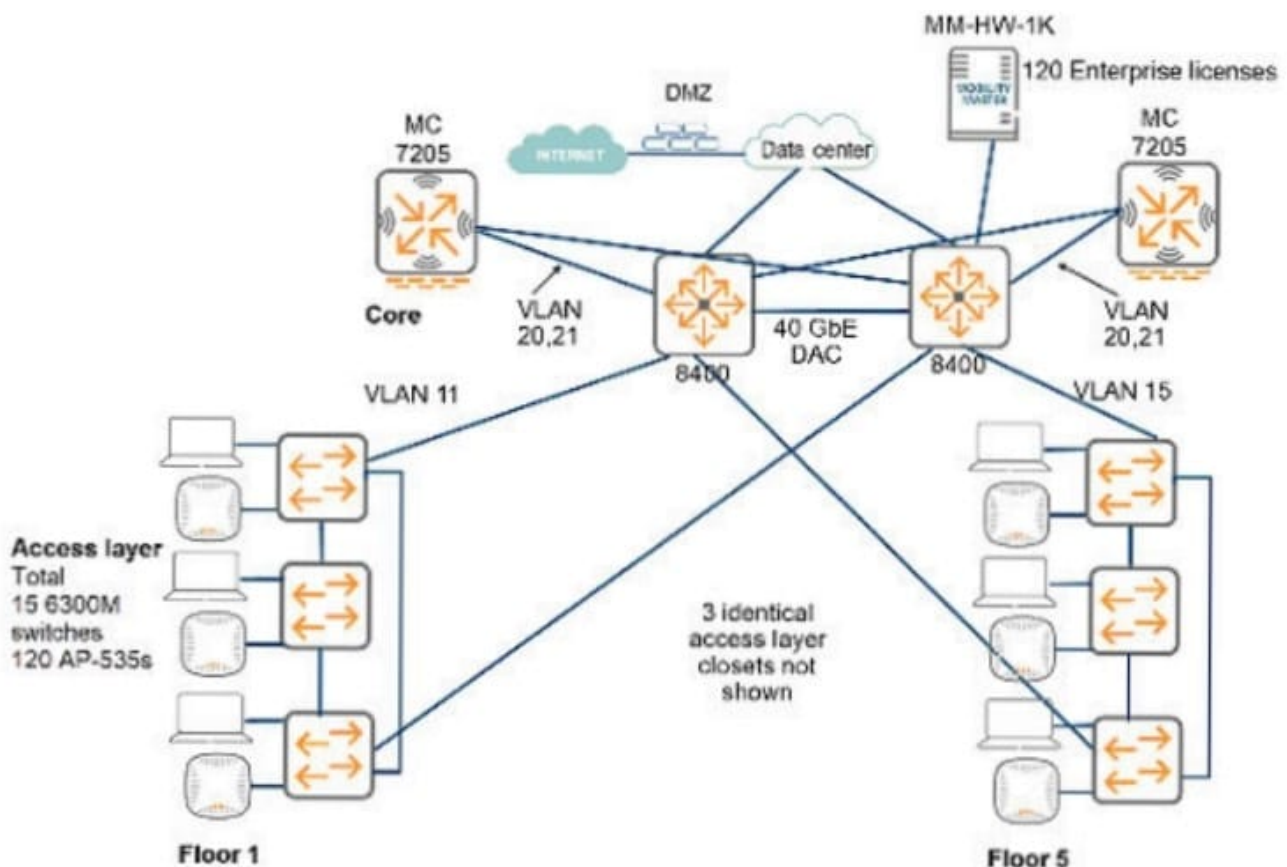 MM-HW-1K
120 Enterprise licenses
MOBILITY
MASTER
DMZ
MC
7205
INTERNET
Data center
MC
7205
VLAN
20,21
Core
40 GbE
DAC
8400
8400
VLAN
20,21
VLAN 11
VLAN 15
Access layer
Total
15 6300M
switches
120 AP-535s
3 identical
access layer
closets not
shown
Floor 1
Floor 5